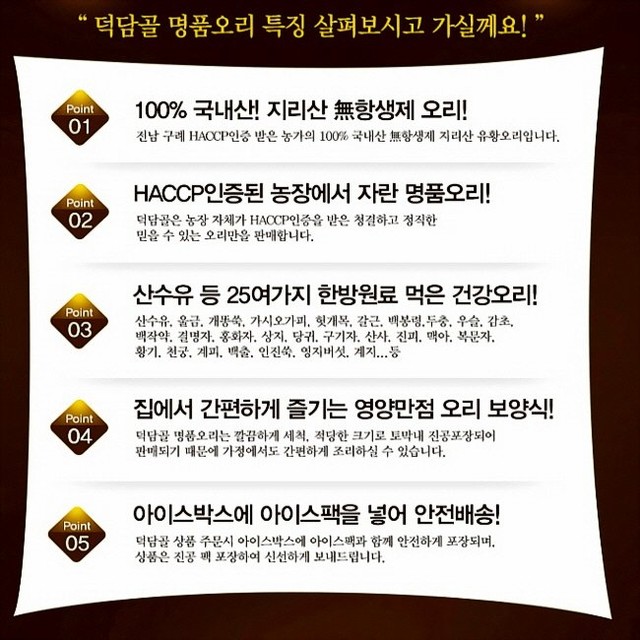 “ 덕담골 명품오리 특징 살펴보시고 가실께요! ”
Point
01
100% 국내산! 지리산 無항생제 오리!
전남 구례 HACCP인증 받은 농가의 100% 국내산 無항생제 지리산 유황오리입니다.
Point
02
HACCP인증된 농장에서 자란 명품오리!
덕담골은 농장 자체가 HACCP인증을 받은 청결하고 정직한
믿을 수 있는 오리만을 판매합니다.
Point
03
산수유 등 25여가지 한방원료 먹은 건강오리!
산수유, 울금, 개똥쑥, 가시오가피, 헛개목, 갈근, 백봉령,두충, 우슬, 감초,
백작약, 결명자, 홍화자, 상지, 당귀, 구기자, 산사, 진피, 맥아, 복문자,
황기, 천궁, 계피, 백출, 인진쑥, 영지버섯, 계지...등
Point
04
집에서 간편하게 즐기는 영양만점 오리 보양식!
덕담골 명품오리는 깔끔하게 세척, 적당한 크기로 토막내 진공포장되어
판매되기 때문에 가정에서도 간편하게 조리하실 수 있습니다.
Point
05
아이스박스에 아이스팩을 넣어 안전배송!
덕담골 상품 주문시 아이스박스에 아이스팩과 함께 안전하게 포장되며,
상품은 진공 팩 포장하여 신선하게 보내드립니다.